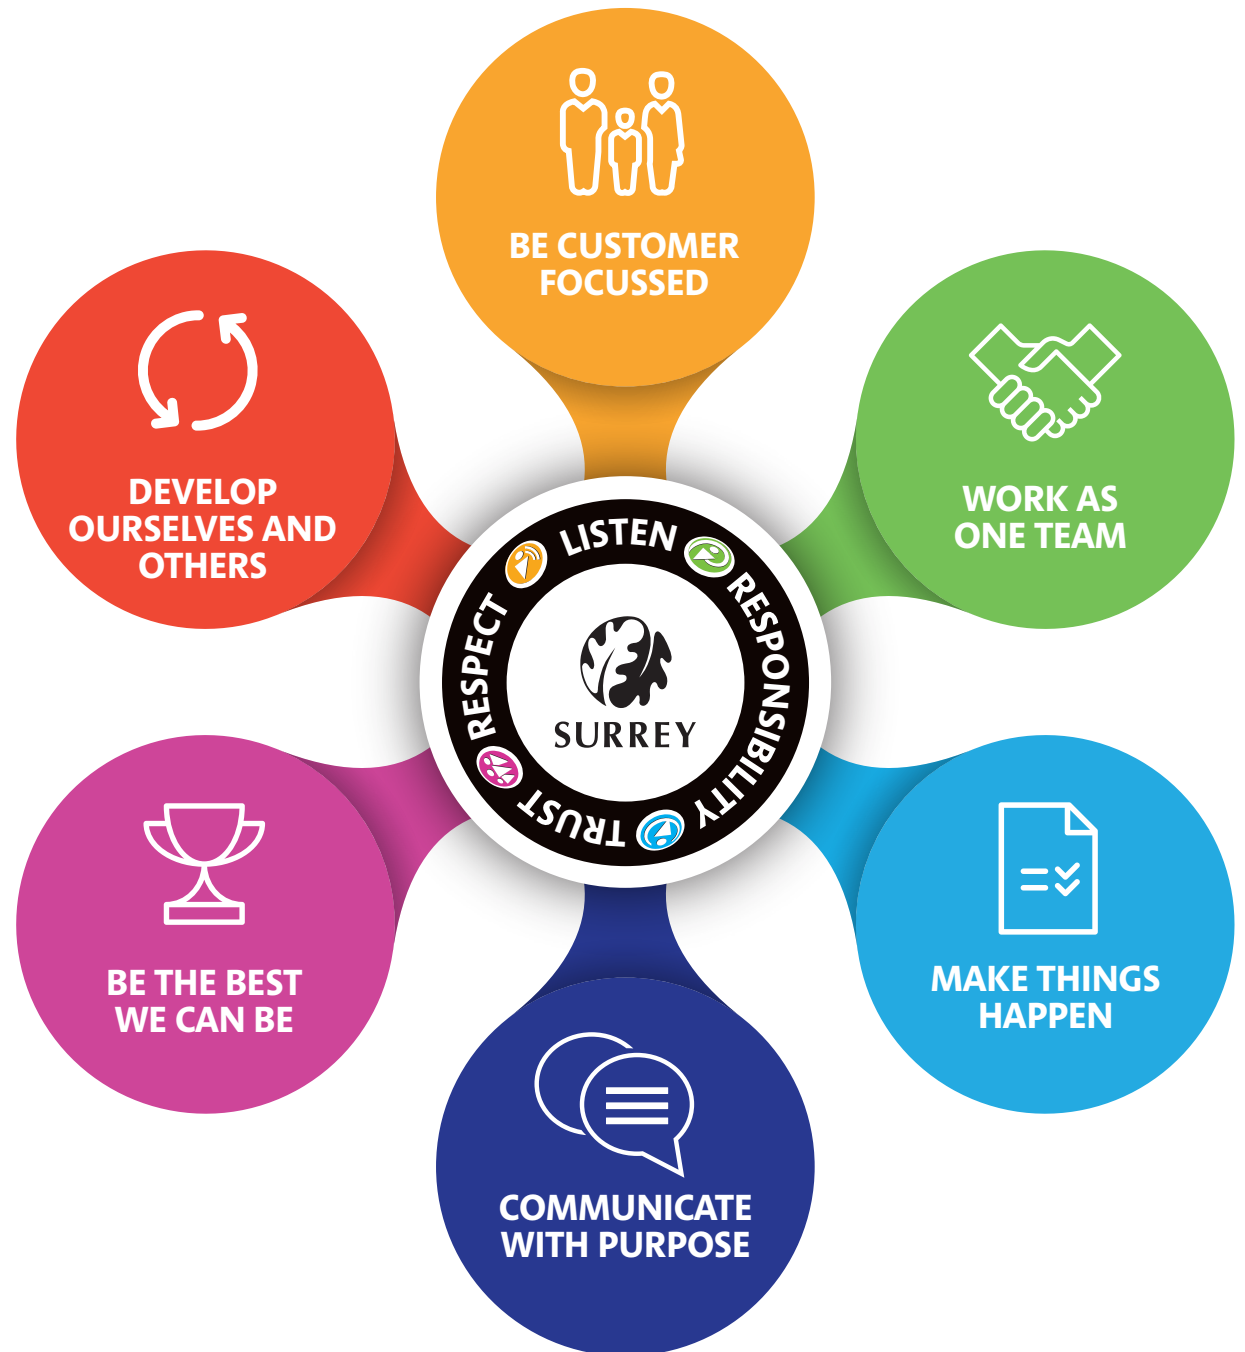 BE CUSTOMER
FOCUSSED
WORK AS
ONE TEAM
MAKE THINGS
HAPPEN
COMMUNICATE
WITH PURPOSE
BE THE BEST
WE CAN BE
DEVELOP
OURSELVES AND
OTHERS
LISTEN
RESPONSIBILITY
TRUST
RESPECT
SURREY